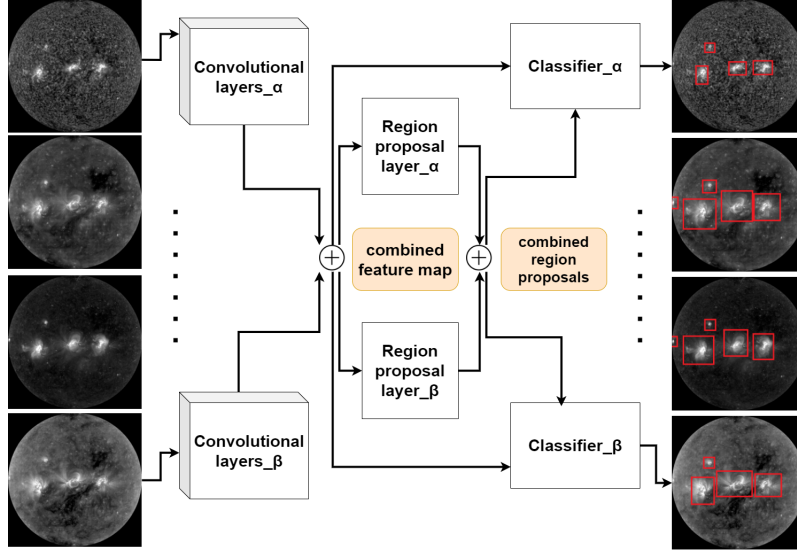 Convolutional
layers_α
Classifier_α
Region
proposal
layer_α
combined
feature map
combined
region
proposals
Region
proposal
layer_β
Convolutional
layers_β
Classifier_β